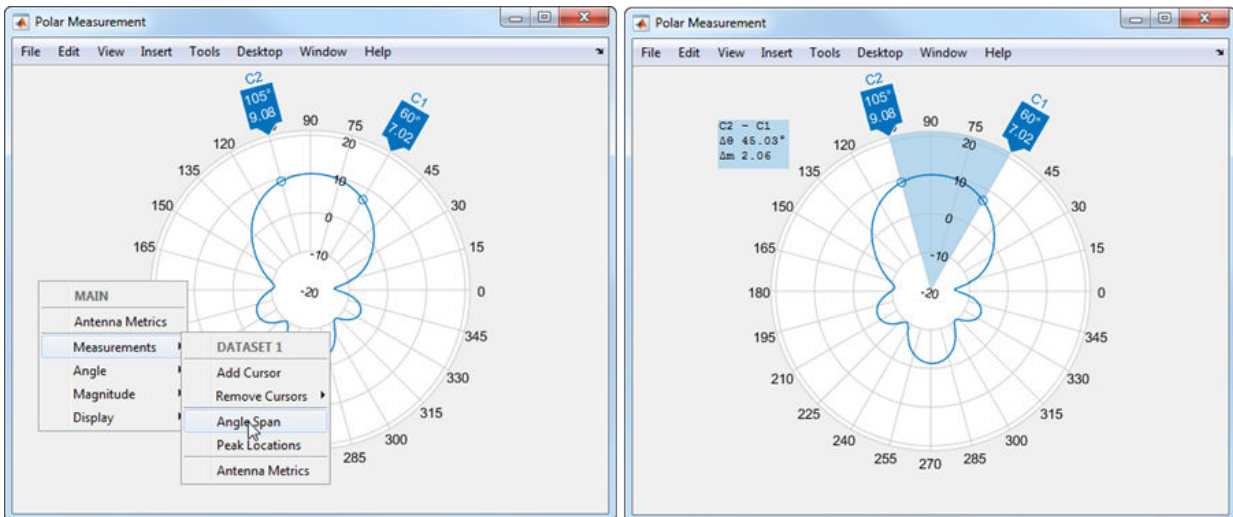 Polar Measurement
File Edit View Insert Tools Desktop Window Help
C2
105°
9.08
C1
60°
7.02
90
75
120
20
45
135
10
150
30
0
165
15
-10
-20
0
345
330
315
300
285
MAIN
Antenna Metrics
Measurements
Angle
Magnitude
Display
DATASET 1
Add Cursor
Remove Cursors
Angle Span
Peak Locations
Antenna Metrics
Polar Measurement
File Edit View Insert Tools Desktop Window Help
C2
105°
9.08
C1
60°
7.02
C2 - C1
Δθ 45.03°
Δm 2.06
90
75
120
20
45
135
10
150
30
0
165
15
-10
180
-20
0
195
345
210
330
225
315
240
300
255
270
285